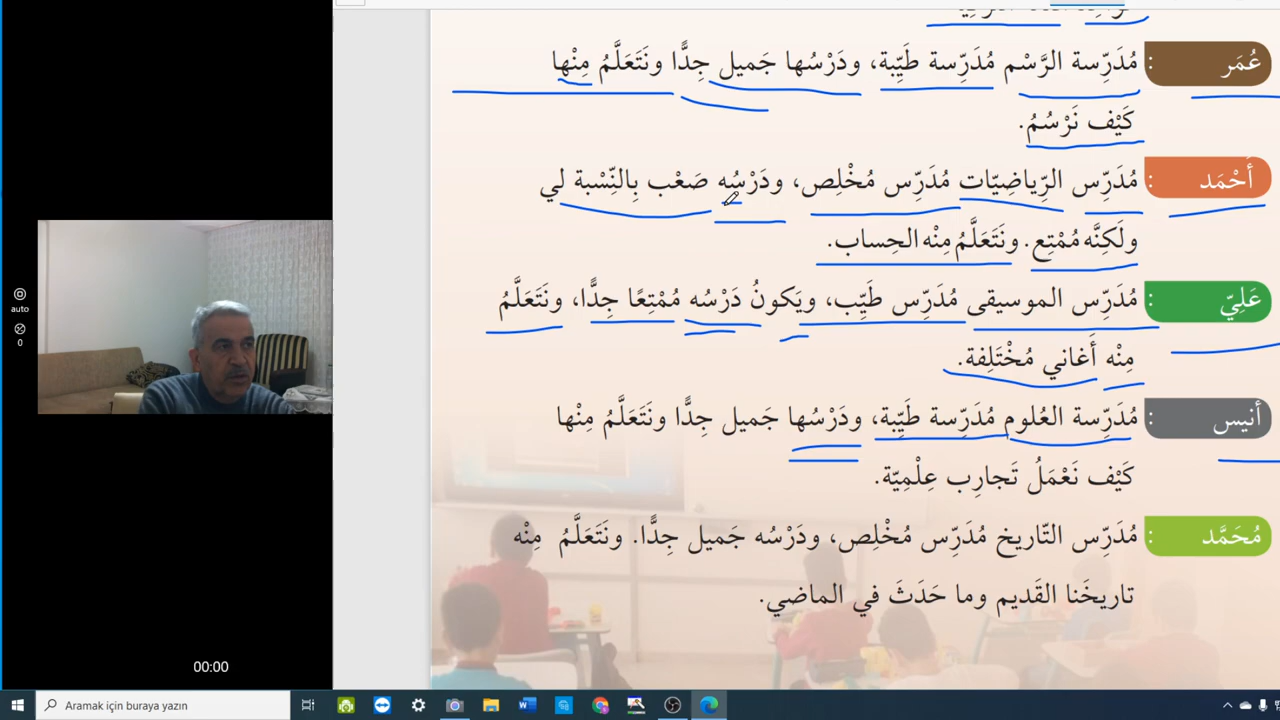 عُمَر : مُدَرِّسة الرَّسْم مُدَرِّسة طَيِّبة، ودَرْسُها جَميل جِدًّا ونَتَعَلَّمُ مِنْها
كَيْف نَرْسُمُ.
أَحْمَد : مُدَرِّس الرِّياضِيّات مُدَرِّس مُخْلِص، ودَرْسُه صَعْب بِالنِّسْبة لي
ولَكِنَّه مُمْتِع. ونَتَعَلَّمُ مِنْه الحِساب.
عَلِيّ : مُدَرِّس الموسيقى مُدَرِّس طَيِّب، ويَكونُ دَرْسُه مُمْتِعًا جِدًّا، ونَتَعَلَّمُ
مِنْه أَغاني مُخْتَلِفة.
أنيس : مُدَرِّسة العُلوم مُدَرِّسة طَيِّبة، ودَرْسُها جَميل جِدًّا ونَتَعَلَّمُ مِنْها
كَيْف نَعْمَلُ تَجارِب عِلْمِيّة.
مُحَمَّد : مُدَرِّس التّاريخ مُدَرِّس مُخْلِص، ودَرْسُه جَميل جِدًّا. ونَتَعَلَّمُ مِنْه
تاريخَنا القَديم وما حَدَثَ في الماضي.
auto
0
00:00
Aramak için buraya yazın